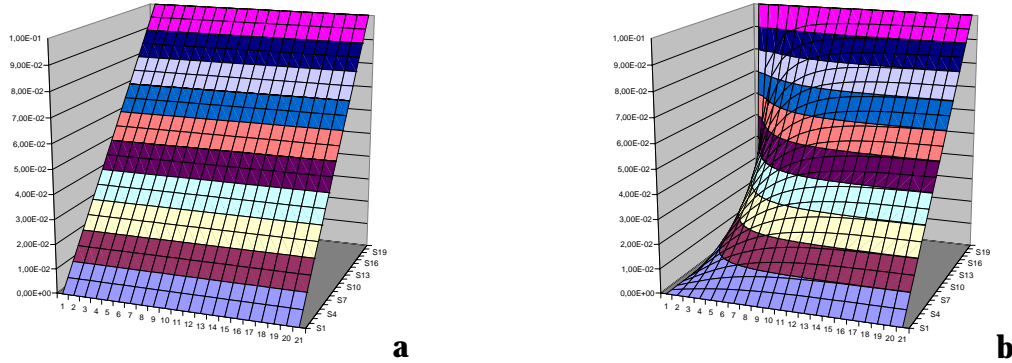 1,00E-01
9,00E-02
8,00E-02
7,00E-02
6,00E-02
5,00E-02
4,00E-02
3,00E-02
2,00E-02
1,00E-02
0,00E+00
1 2 3 4 5 6 7 8 9 10 11 12 13 14 15 16 17 18 19 20 21
S1
S4
S7
S10
S13
S16
S19
a
1,00E-01
9,00E-02
8,00E-02
7,00E-02
6,00E-02
5,00E-02
4,00E-02
3,00E-02
2,00E-02
1,00E-02
0,00E+00
1 2 3 4 5 6 7 8 9 10 11 12 13 14 15 16 17 18 19 20 21
S1
S4
S7
S10
S13
S16
S19
b